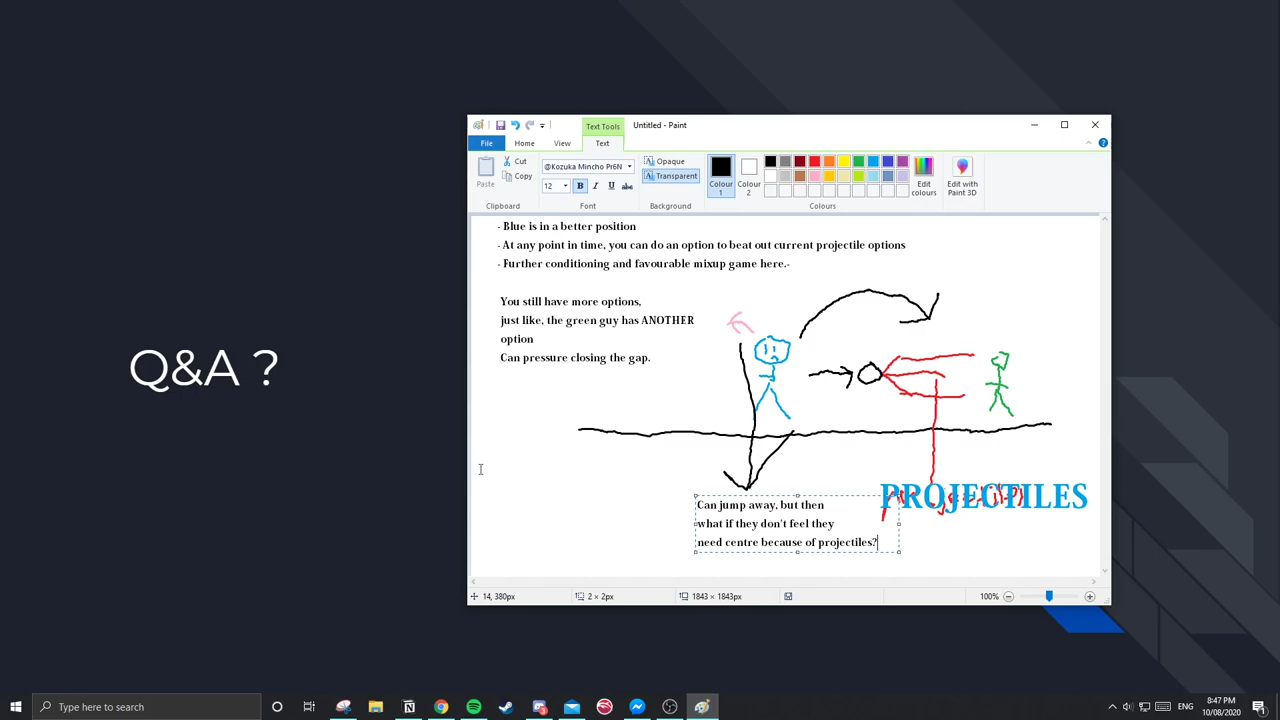 Q&A ?
Text Tools
Untitled - Paint
File
Home
View
Text
Paste
Cut
Copy
Clipboard
@Kozuka Mincho Pr6N
12
B
I
U
abc
Font
Opaque
Transparent
Background
Colour
1
Colour
2
Edit
colours
Edit with
Paint 3D
Colours
- Blue is in a better position
- At any point in time, you can do an option to beat out current projectile options
- Further conditioning and favourable mixup game here.-
You still have more options,
just like, the green guy has ANOTHER
option
Can pressure closing the gap.
PROJECTILES
Can jump away, but then
what if they don't feel they
need centre because of projectiles?
14, 380px
2 × 2px
1843 × 1843px
100%
Type here to search
ENG
8:47 PM
10/08/2020